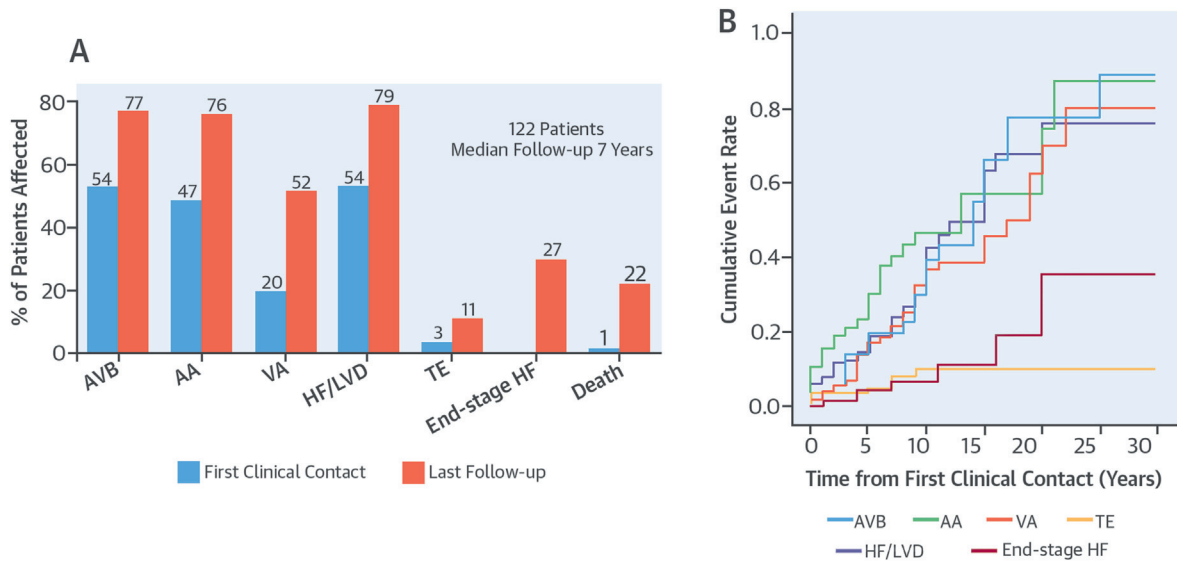 A
% of Patients Affected
80
60
40
20
0
54
77
47
76
20
52
54
79
3
11
27
1
22
122 Patients
Median Follow-up 7 Years
AVB
AA
VA
HF/LVD
TE
End-stage HF
Death
First Clinical Contact
Last Follow-up
B
Cumulative Event Rate
1.0
0.8
0.6
0.4
0.2
0.0
0
5
10
15
20
25
30
Time from First Clinical Contact (Years)
AVB
AA
VA
TE
HF/LVD
End-stage HF